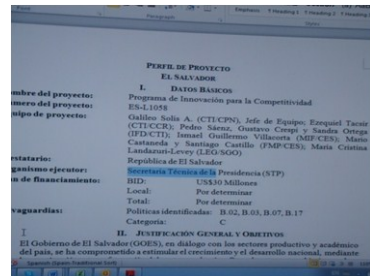 Paragraph
Styles
PERFIL DE PROYECTO
EL SALVADOR
I. DATOS BÁSICOS
mbre del proyecto: Programa de Innovación para la Competitividad
mero del proyecto: ES-L1058
uipo de proyecto: Galileo Solís A. (CTI/CPN), Jefe de Equipo; Ezequiel Tacsir
(CTI/CCR); Pedro Sáenz, Gustavo Crespi y Sandra Ortega
(IFD/CTI); Ismael Guillermo Villacorta (MIF/CES); Mario
Castaneda y Santiago Castillo (FMP/CES); María Cristina
Landazuri-Levey (LEG/SGO)
estatario: República de El Salvador
ganismo ejecutor: Secretaría Técnica de la Presidencia (STP)
n de financiamiento: BID: US$30 Millones
Local: Por determinar
Total: Por determinar
vaguardias: Políticas identificadas: B.02, B.03, B.07, B.17
Categoría: C
II. JUSTIFICACIÓN GENERAL Y OBJETIVOS
El Gobierno de El Salvador (GOES), en diálogo con los sectores productivo y académico
del país, se ha comprometido a estimular el crecimiento y el desarrollo nacional, mediante